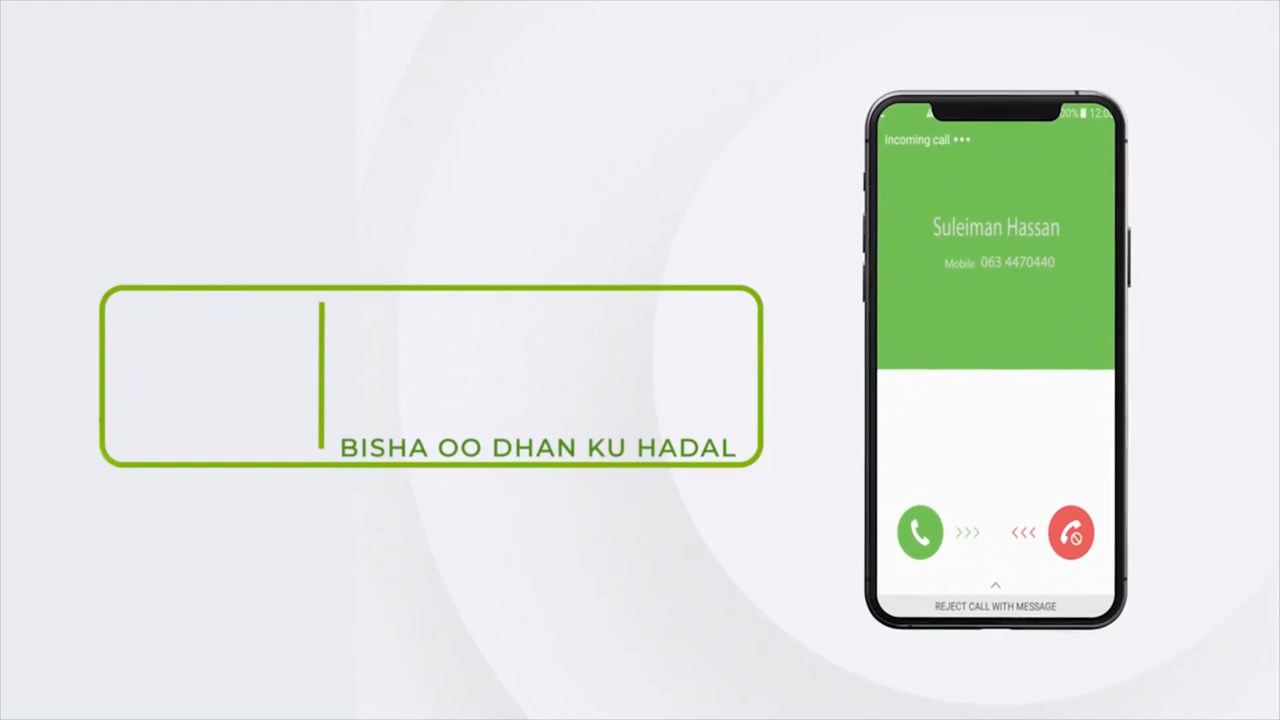 BISHA OO DHAN KU HADAL
Incoming call •••
Suleiman Hassan
Mobile 063 4470440
REJECT CALL WITH MESSAGE